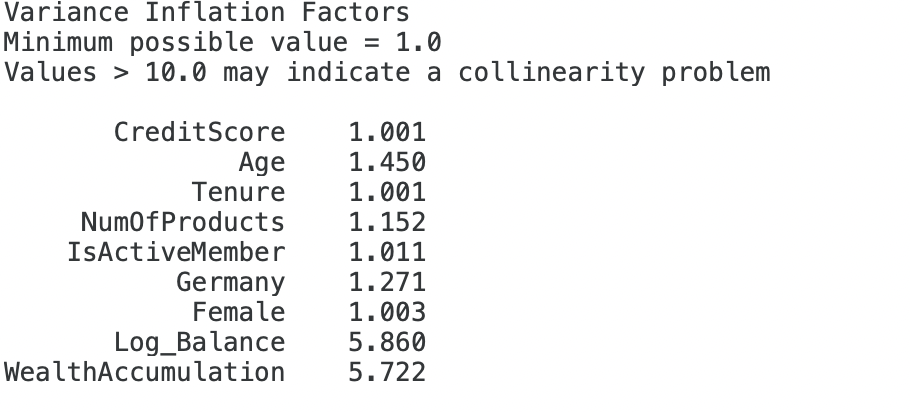 Variance Inflation Factors
Minimum possible value = 1.0
Values > 10.0 may indicate a collinearity problem
CreditScore 1.001
Age 1.450
Tenure 1.001
NumOfProducts 1.152
IsActiveMember 1.011
Germany 1.271
Female 1.003
Log_Balance 5.860
WealthAccumulation 5.722